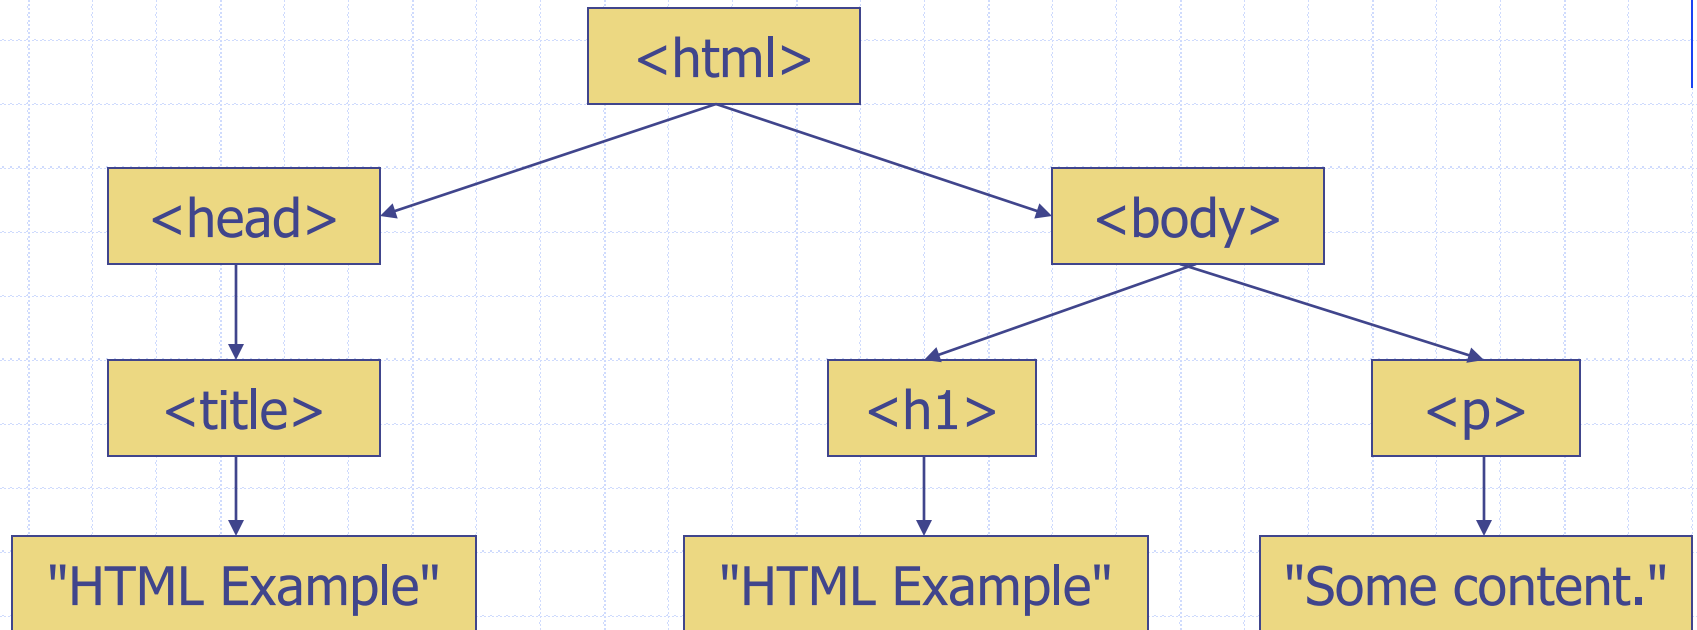 <html>
<head>
<body>
<title>
<h1>
<p>
"HTML Example"
"HTML Example"
"Some content."